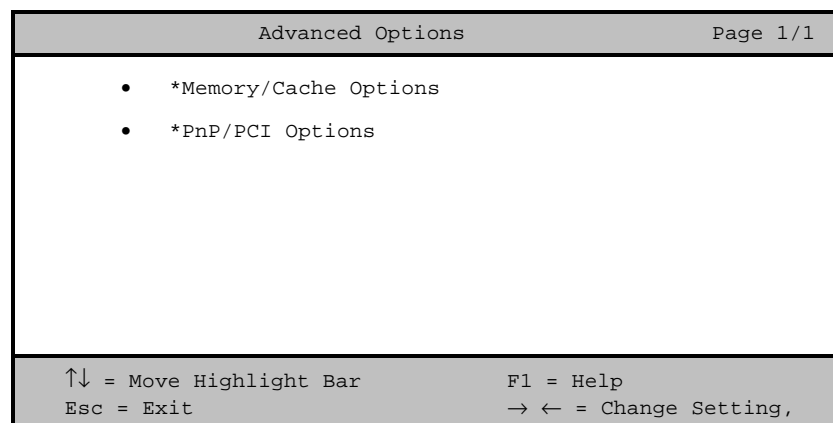 Advanced Options Page 1/1
• *Memory/Cache Options
• *PnP/PCI Options
↑↓ = Move Highlight Bar F1 = Help
Esc = Exit → ← = Change Setting,